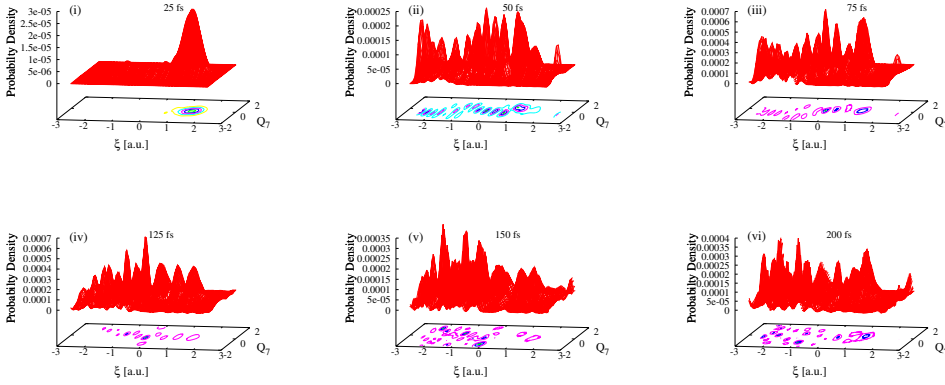 (i) 25 fs
Probability Density
3e-05
2.5e-05
2e-05
1.5e-05
1e-05
5e-06
0
-3 -2 -1 0 1 2 3 -2 0 2
ξ [a.u.]
Q7
(ii) 50 fs
Probability Density
0.00025
0.0002
0.00015
0.0001
5e-05
0
-3 -2 -1 0 1 2 3 -2 0 2
ξ [a.u.]
Q7
(iii) 75 fs
Probability Density
0.0007
0.0006
0.0005
0.0004
0.0003
0.0002
0.0001
0
-3 -2 -1 0 1 2 3 -2 0 2
ξ [a.u.]
Q
(iv) 125 fs
Probability Density
0.0007
0.0006
0.0005
0.0004
0.0003
0.0002
0.0001
0
-3 -2 -1 0 1 2 3 -2 0 2
ξ [a.u.]
Q7
(v) 150 fs
Probability Density
0.00035
0.0003
0.00025
0.0002
0.00015
0.0001
5e-05
0
-3 -2 -1 0 1 2 3 -2 0 2
ξ [a.u.]
Q7
(vi) 200 fs
Probability Density
0.0004
0.00035
0.0003
0.00025
0.0002
0.00015
0.0001
5e-05
0
-3 -2 -1 0 1 2 3 -2 0 2
ξ [a.u.]
Q